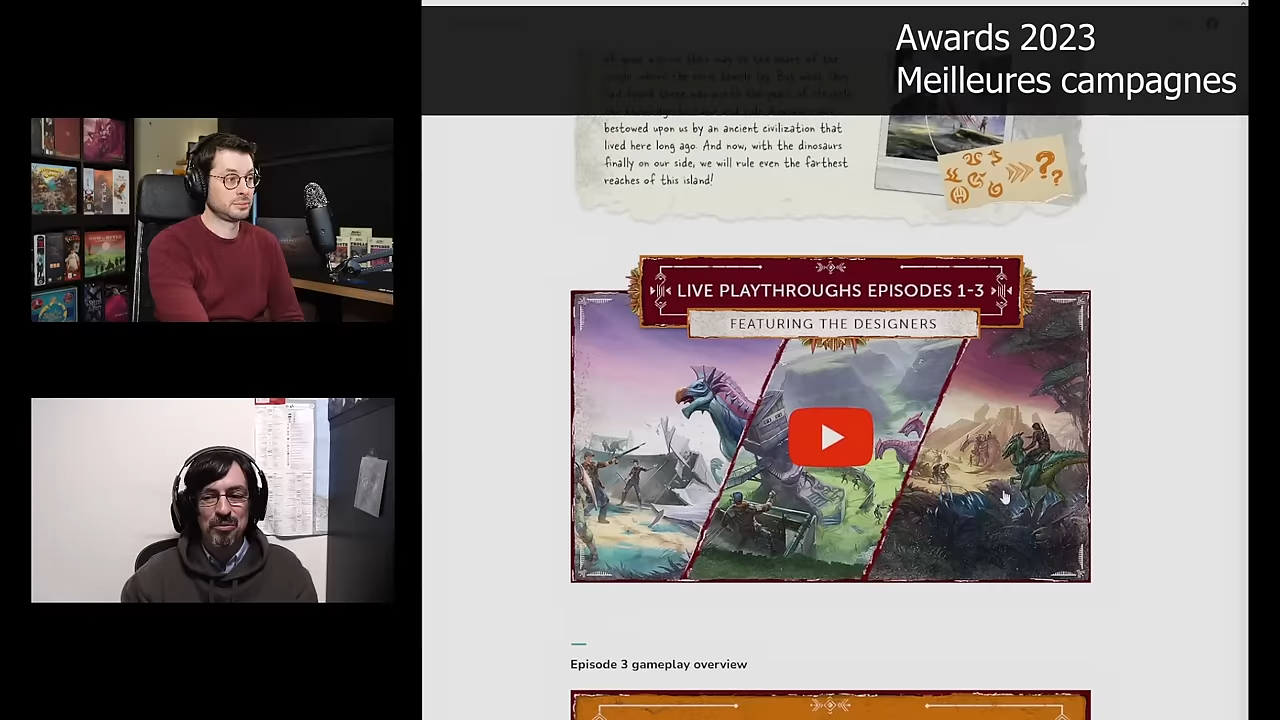 Awards 2023
Meilleures campagnes
bestowed upon us by an ancient civilization that
lived here long ago. And now, with the dinosaurs
finally on our side, we will rule even the farthest
reaches of this island!
LIVE PLAYTHROUGHS EPISODES 1-3
FEATURING THE DESIGNERS
Episode 3 gameplay overview